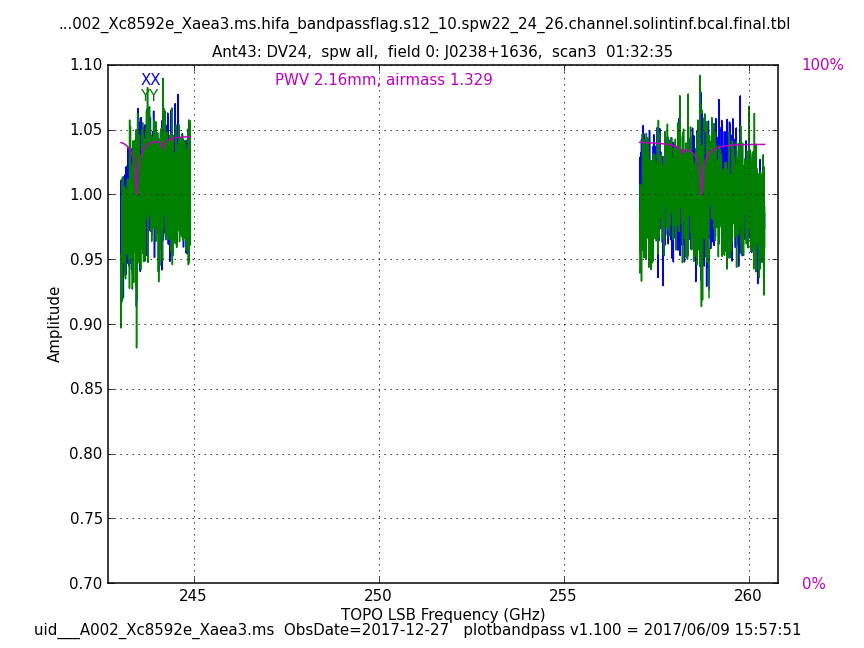 ...002_Xc8592e_Xaea3.ms.hifa_bandpassflag.s12_10.spw22_24_26.channel.solintinf.bcal.final.tbl
Ant43: DV24,  spw all,  field 0: J0238+1636,  scan3  01:32:35
1.10
100%
XX
PWV 2.16mm, airmass 1.329
YY
1.05
1.00
0.95
0.90
0.85
0.80
0.75
0.70
0%
Amplitude
245
250
255
260
TOPO LSB Frequency (GHz)
uid___A002_Xc8592e_Xaea3.ms  ObsDate=2017-12-27   plotbandpass v1.100 = 2017/06/09 15:57:51